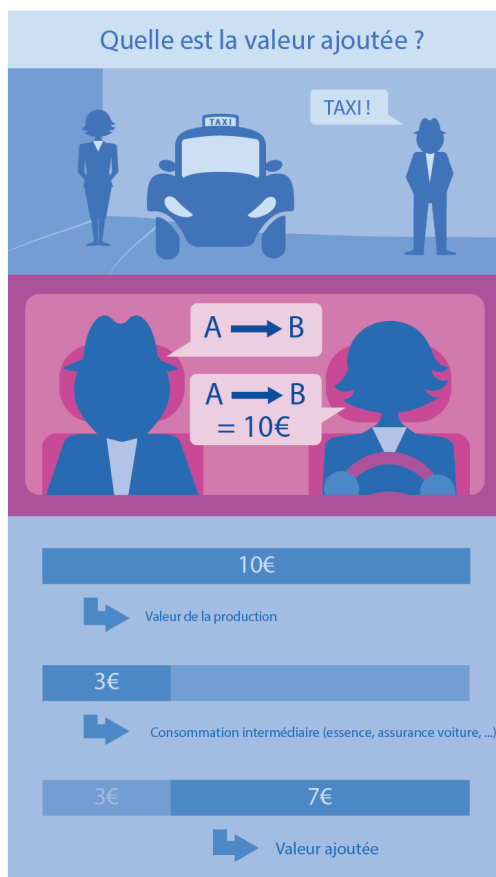 Quelle est la valeur ajoutée ?
TAXI
TAXI !
A → B
A → B
= 10€
10€
Valeur de la production
3€
Consommation intermédiaire (essence, assurance voiture, ...)
3€ 7€
Valeur ajoutée